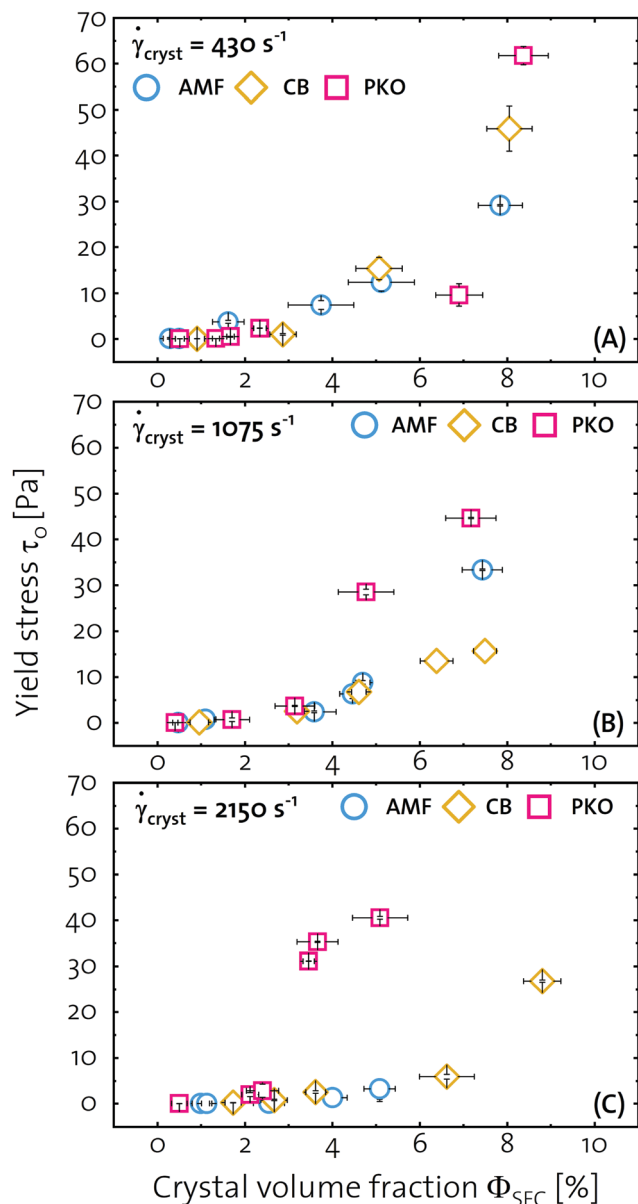 γ̇cryst = 430 s-1
AMF CB PKO
70
60
50
40
30
20
10
0
0 2 4 6 8 10
(A)
γ̇cryst = 1075 s-1 AMF CB PKO
70
60
50
40
30
20
10
0
0 2 4 6 8 10
(B)
Yield stress τ0 [Pa]
γ̇cryst = 2150 s-1 AMF CB PKO
70
60
50
40
30
20
10
0
(C)
0 2 4 6 8 10
Crystal volume fraction ΦSFC [%]